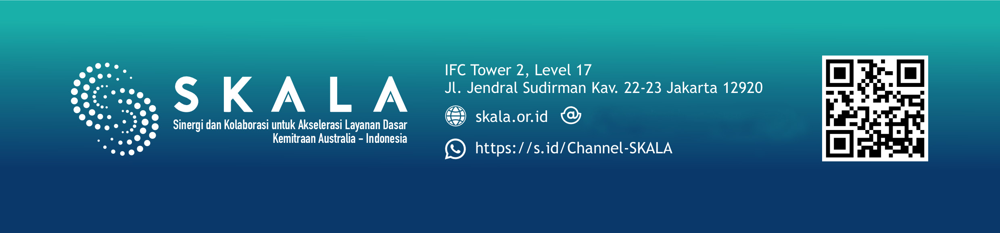 SKALA
Sinergi dan Kolaborasi untuk Akselerasi Layanan Dasar
Kemitraan Australia – Indonesia
IFC Tower 2, Level 17
Jl. Jendral Sudirman Kav. 22-23 Jakarta 12920
skala.or.id @
https://s.id/Channel-SKALA